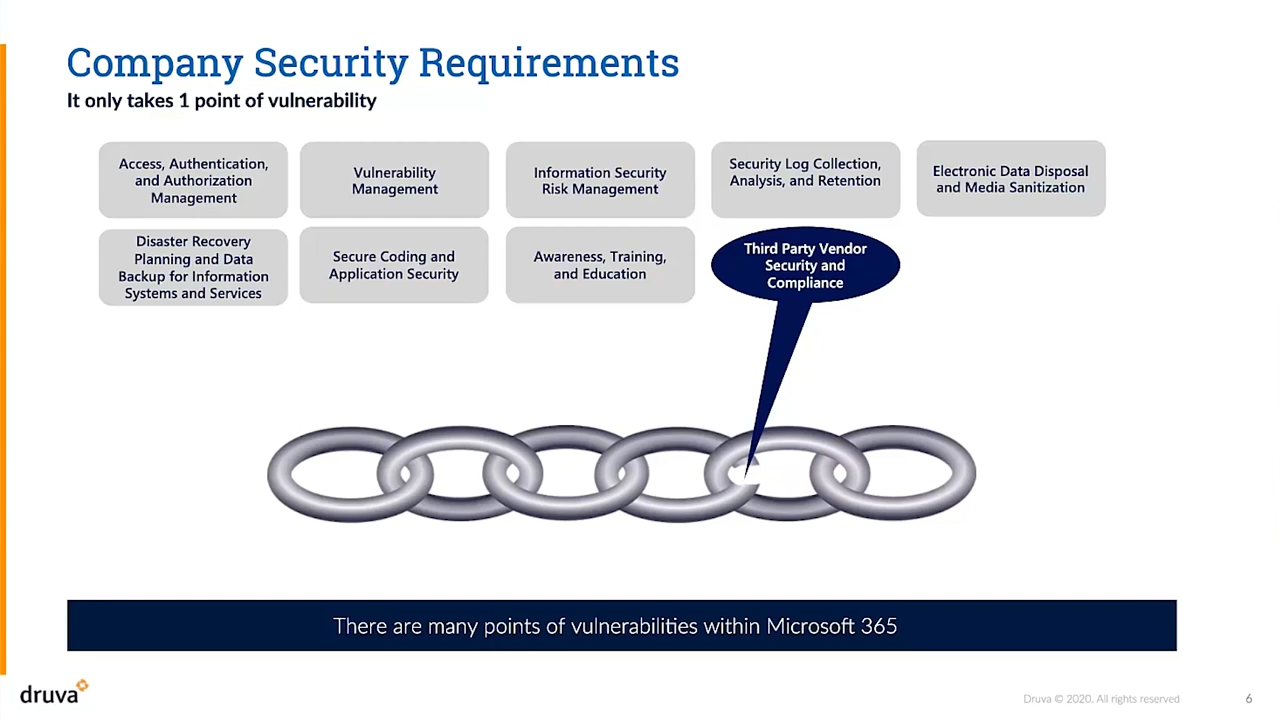 Company Security Requirements
It only takes 1 point of vulnerability
Access, Authentication,
and Authorization
Management
Vulnerability
Management
Information Security
Risk Management
Security Log Collection,
Analysis, and Retention
Electronic Data Disposal
and Media Sanitization
Disaster Recovery
Planning and Data
Backup for Information
Systems and Services
Secure Coding and
Application Security
Awareness, Training,
and Education
Third Party Vendor
Security and
Compliance
There are many points of vulnerabilities within Microsoft 365
druva
Druva © 2020. All rights reserved
6